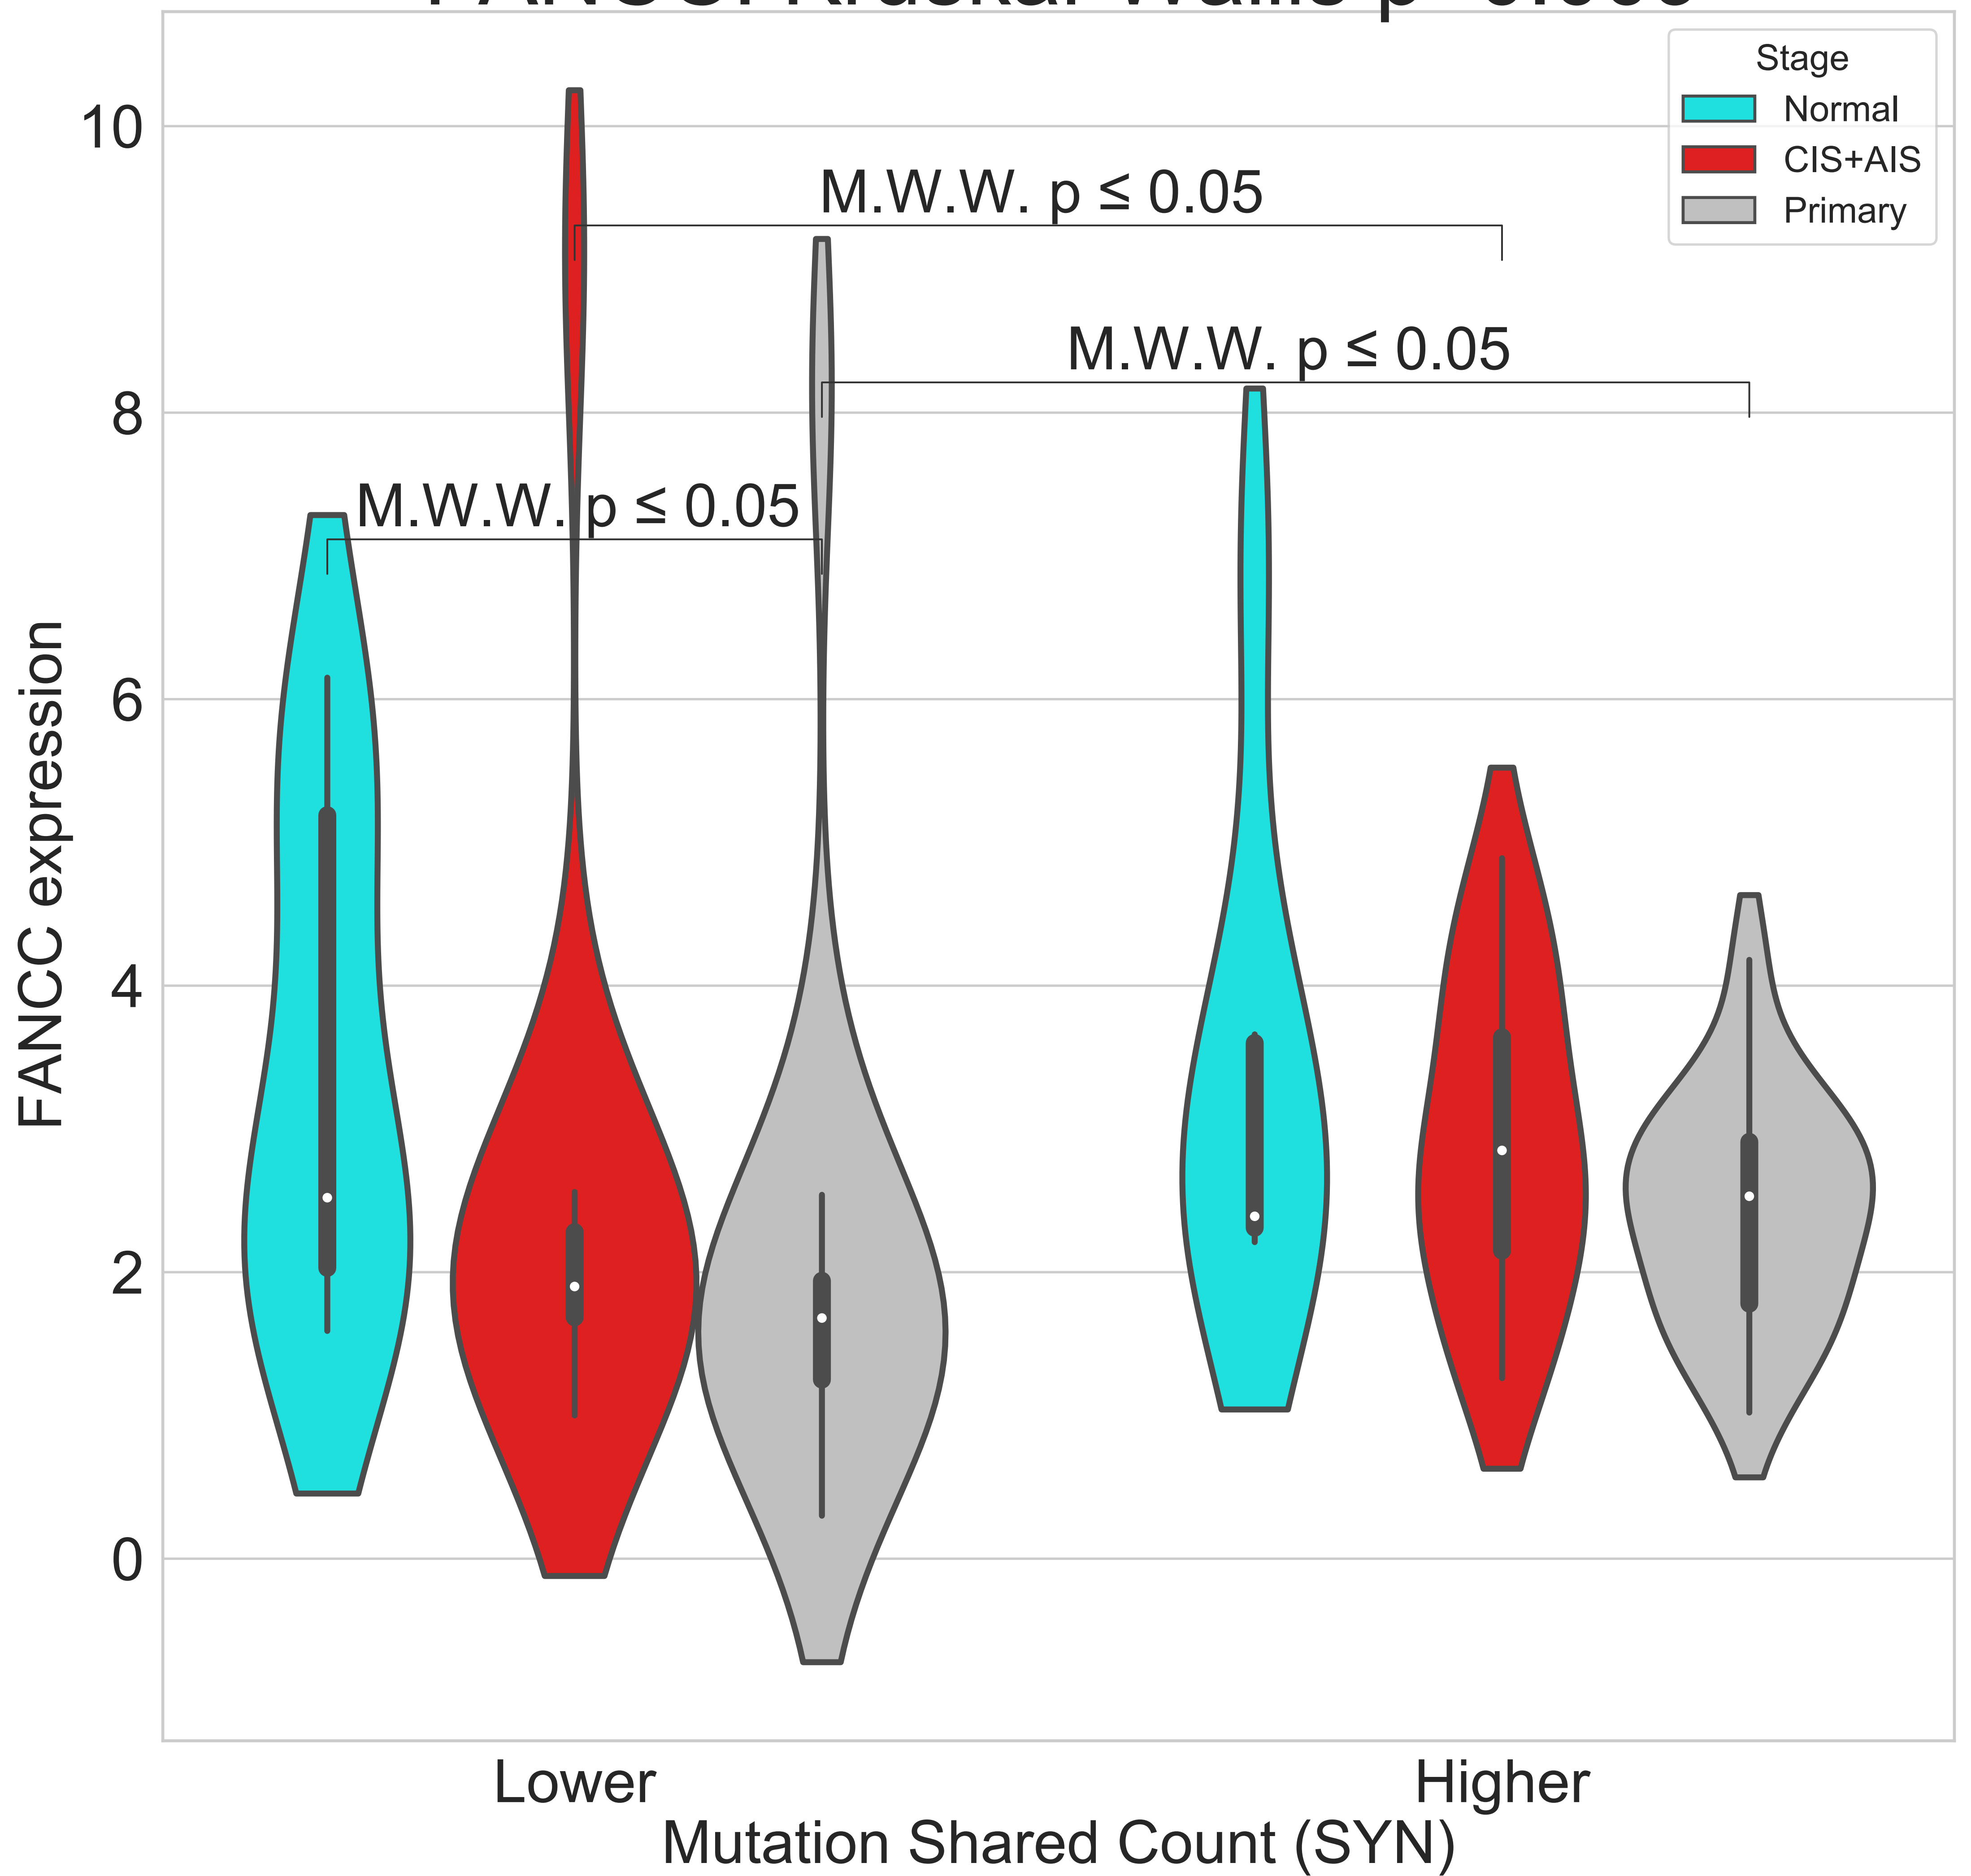 Stage
Normal
CIS+AIS
Primary
M.W.W. p ≤ 0.05
M.W.W. p ≤ 0.05
M.W.W. p ≤ 0.05
10
8
6
4
2
0
FANCC expression
Lower
Higher
Mutation Shared Count (SYN)